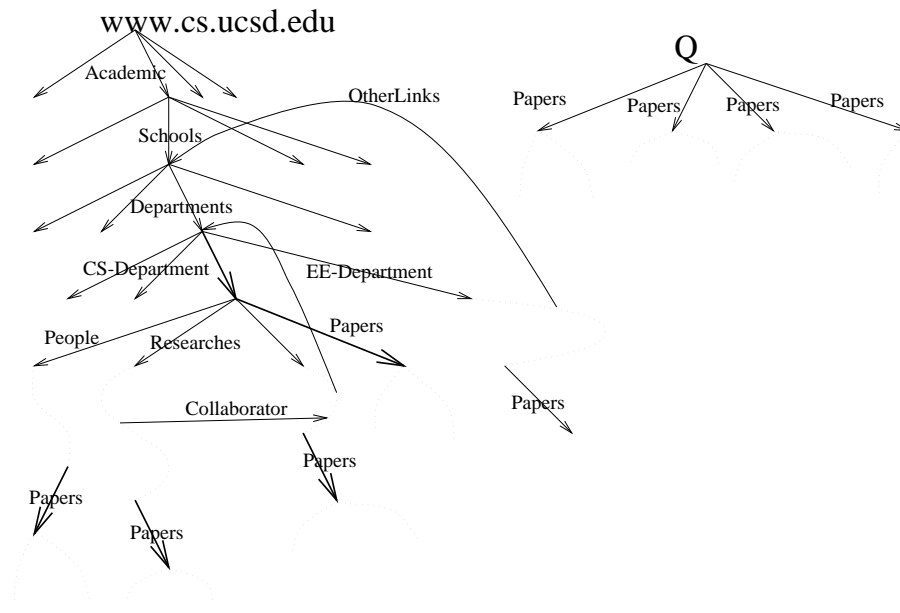 www.cs.ucsd.edu
Q
Academic
OtherLinks
Papers
Papers
Papers
Papers
Schools
Departments
CS-Department
EE-Department
People
Researches
Papers
Collaborator
Papers
Papers
Papers
Papers